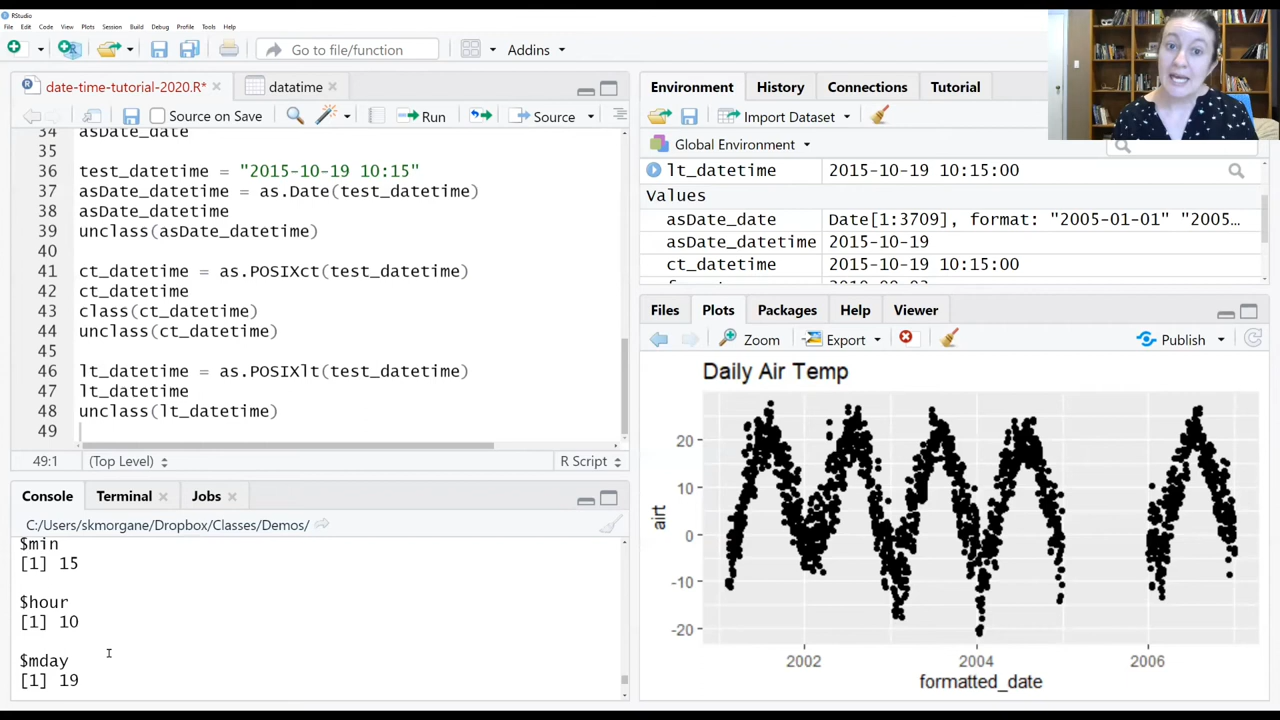 RStudio
File Edit Code View Plots Session Build Debug Profile Tools Help
Go to file/function Addins
date-time-tutorial-2020.R* datatime
Source on Save Run Source
34 asDate_date
35
36 test_datetime = "2015-10-19 10:15"
37 asDate_datetime = as.Date(test_datetime)
38 asDate_datetime
39 unclass(asDate_datetime)
40
41 ct_datetime = as.POSIXct(test_datetime)
42 ct_datetime
43 class(ct_datetime)
44 unclass(ct_datetime)
45
46 lt_datetime = as.POSIXlt(test_datetime)
47 lt_datetime
48 unclass(lt_datetime)
49
49:1 (Top Level) R Script
Console Terminal Jobs
C:/Users/skmorgane/Dropbox/Classes/Demos/
$min
[1] 15
$hour
[1] 10
$mday
[1] 19
Environment History Connections Tutorial
Import Dataset
Global Environment
lt_datetime 2015-10-19 10:15:00
Values
asDate_date Date[1:3709], format: "2005-01-01" "2005…
asDate_datetime 2015-10-19
ct_datetime 2015-10-19 10:15:00
Files Plots Packages Help Viewer
Zoom Export Publish
Daily Air Temp
20
10
0
-10
-20
airt
2002 2004 2006
formatted_date